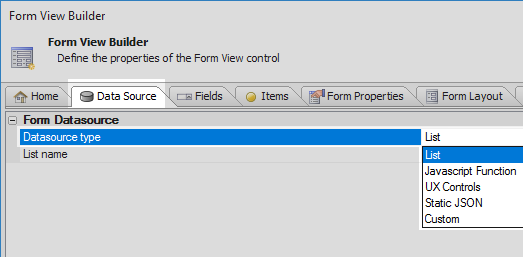 Form View Builder
Form View Builder
Define the properties of the Form View control
Home Data Source Fields Items Form Properties Form Layout
Form Datasource
Datasource type List
List name List
Javascript Function
UX Controls
Static JSON
Custom